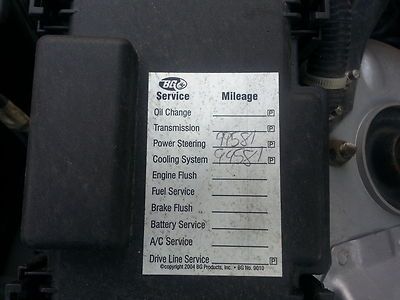 BG
Service Mileage
Oil Change P
Transmission P
Power Steering 99581 P
Cooling System 99581 P
Engine Flush
Fuel Service
Brake Flush
Battery Service
A/C Service
Drive Line Service P
©copyright 2004 BG Products, Inc. • BG No. 9010